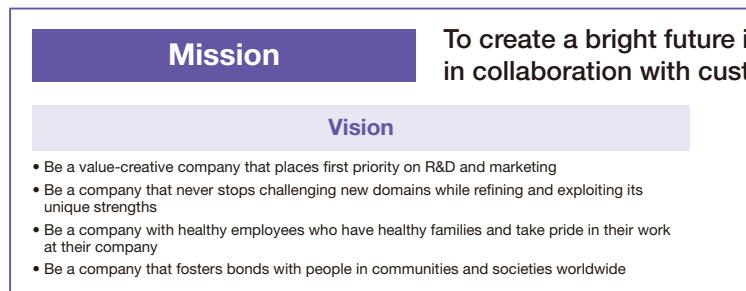 Mission
To create a bright future
in collaboration with
Vision
• Be a value-creative company that places first priority on R&D and marketing
• Be a company that never stops challenging new domains while refining and exploiting its
unique strengths
• Be a company with healthy employees who have healthy families and take pride in their work
at their company
• Be a company that fosters bonds with people in communities and societies worldwide